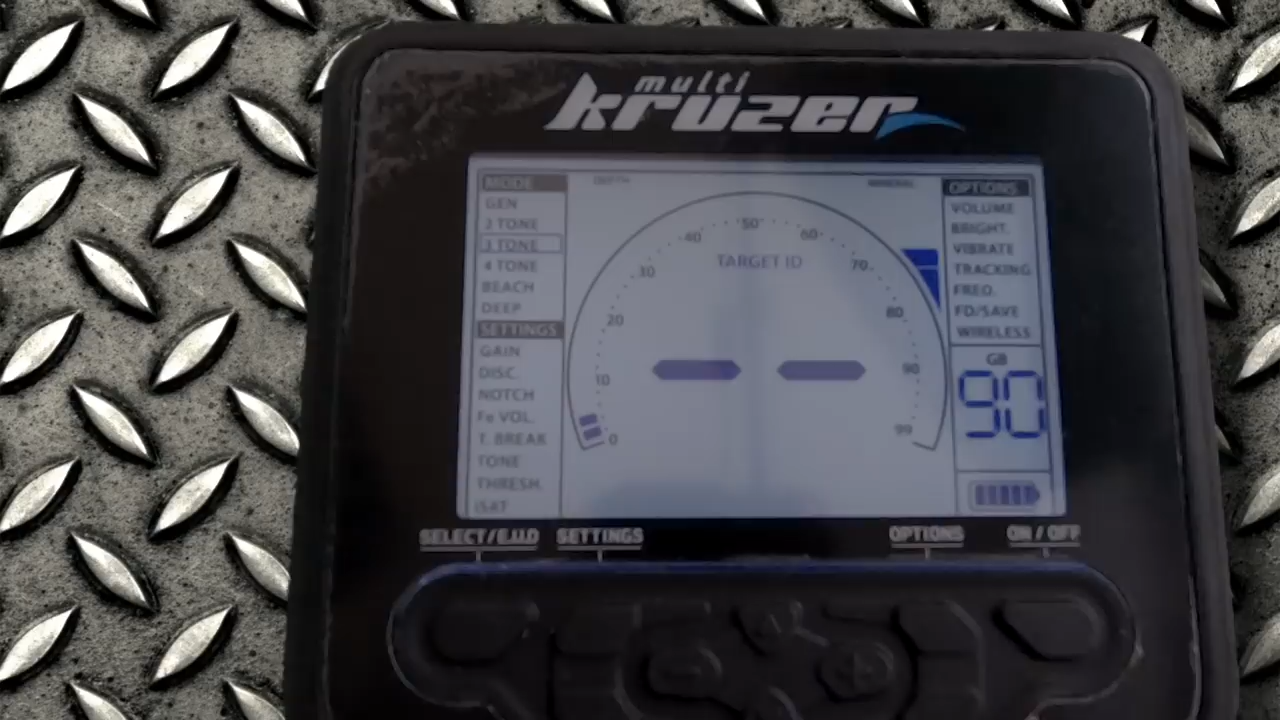 multi
kruzer
MODE
GEN
2 TONE
3 TONE
4 TONE
BEACH
DEEP
SETTINGS
GAIN
DISC.
NOTCH
Fe VOL.
T. BREAK
TONE
THRESH.
iSAT
DEPTH
MINERAL
TARGET ID
0
10
20
30
40
50
60
70
80
90
99
OPTIONS
VOLUME
BRIGHT.
VIBRATE
TRACKING
FREQ.
FD/SAVE
WIRELESS
GB
90
SELECT/E.U.D SETTINGS OPTIONS ON / OFF